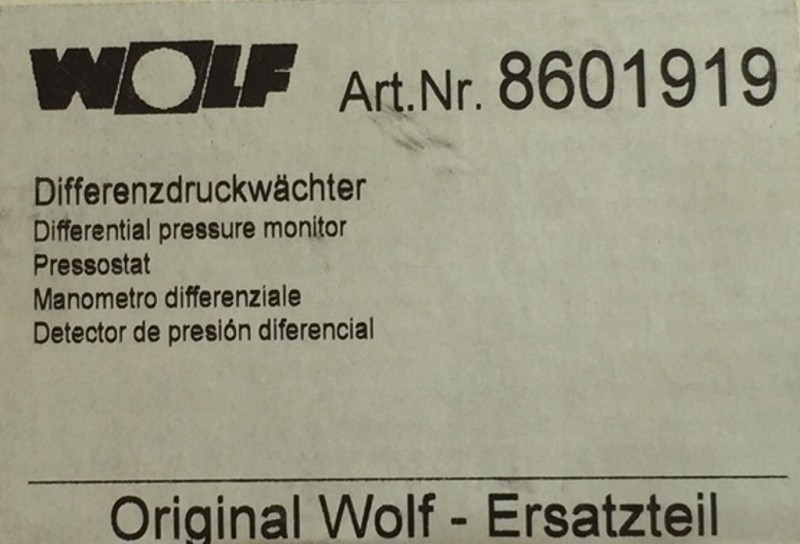 WOLF Art.Nr. 8601919
Differenzdruckwächter
Differential pressure monitor
Pressostat
Manometro differenziale
Detector de presión diferencial
Original Wolf - Ersatzteil